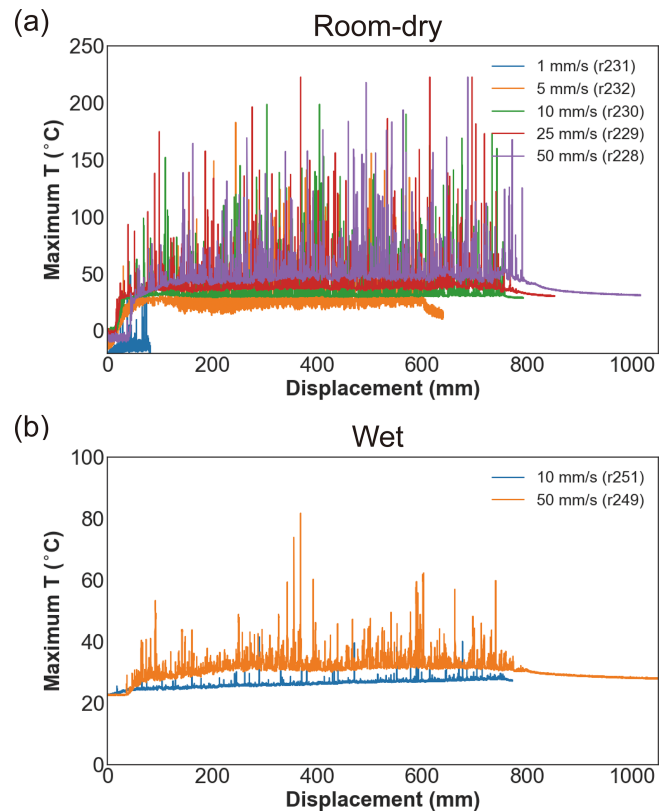 (a)
Room-dry
250
200
150
100
50
0
Maximum T (°C)
1 mm/s (r231)
5 mm/s (r232)
10 mm/s (r230)
25 mm/s (r229)
50 mm/s (r228)
0 200 400 600 800 1000
Displacement (mm)
(b)
Wet
100
80
60
40
20
0
Maximum T (°C)
10 mm/s (r251)
50 mm/s (r249)
0 200 400 600 800 1000
Displacement (mm)